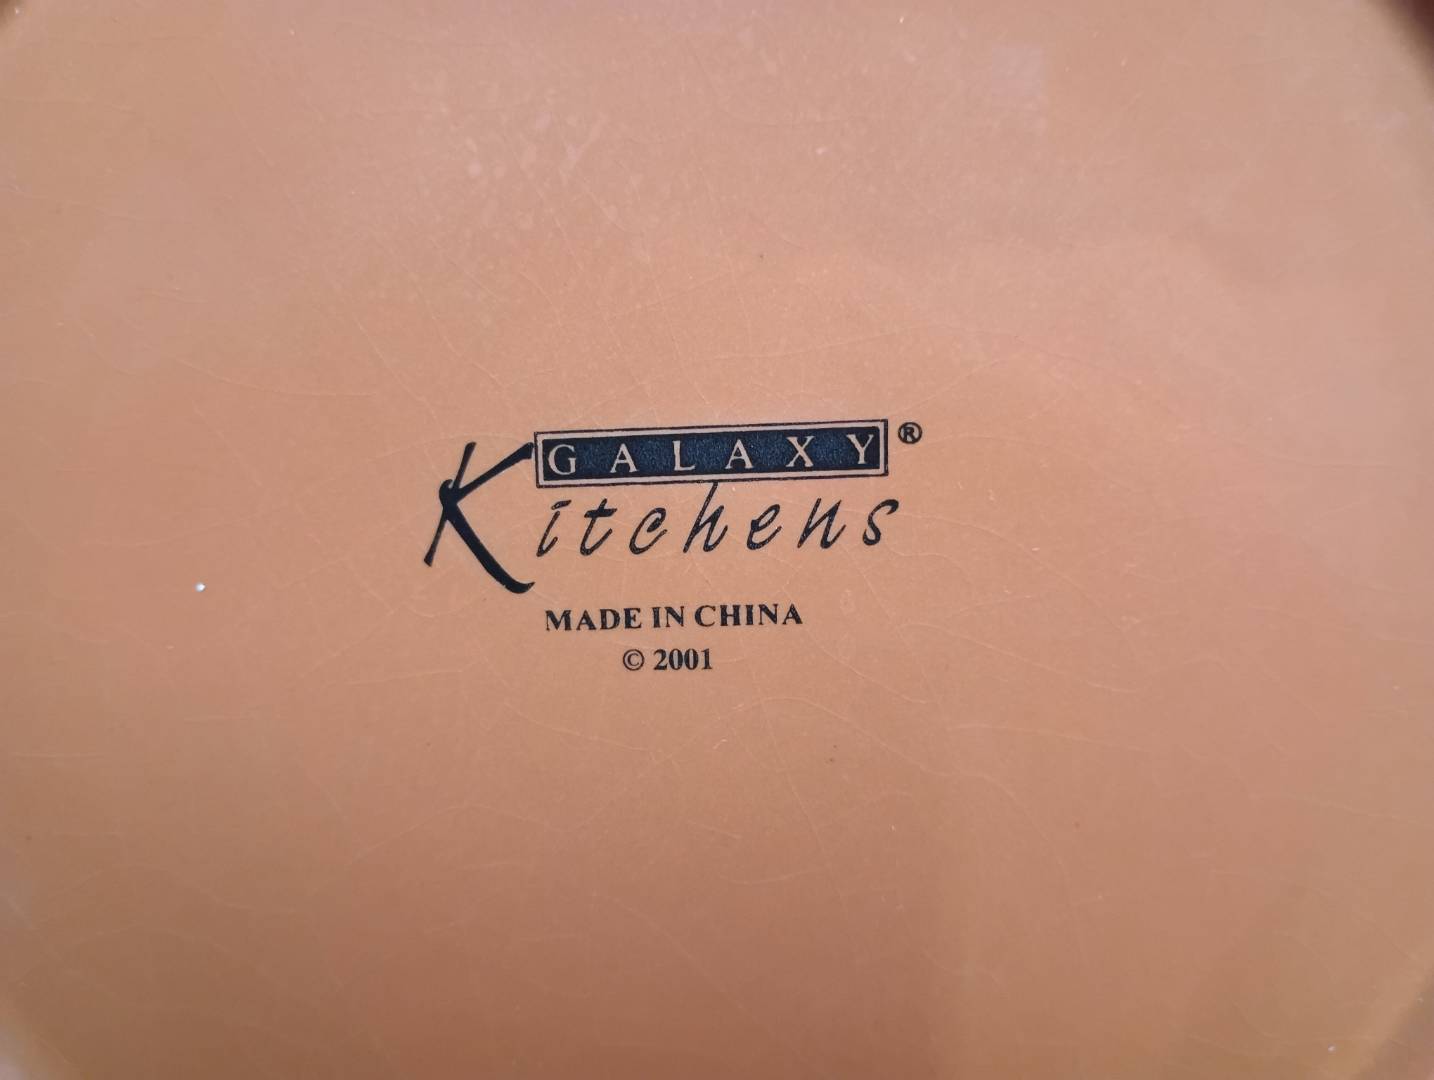 GALAXY®
Kitchens
MADE IN CHINA
© 2001